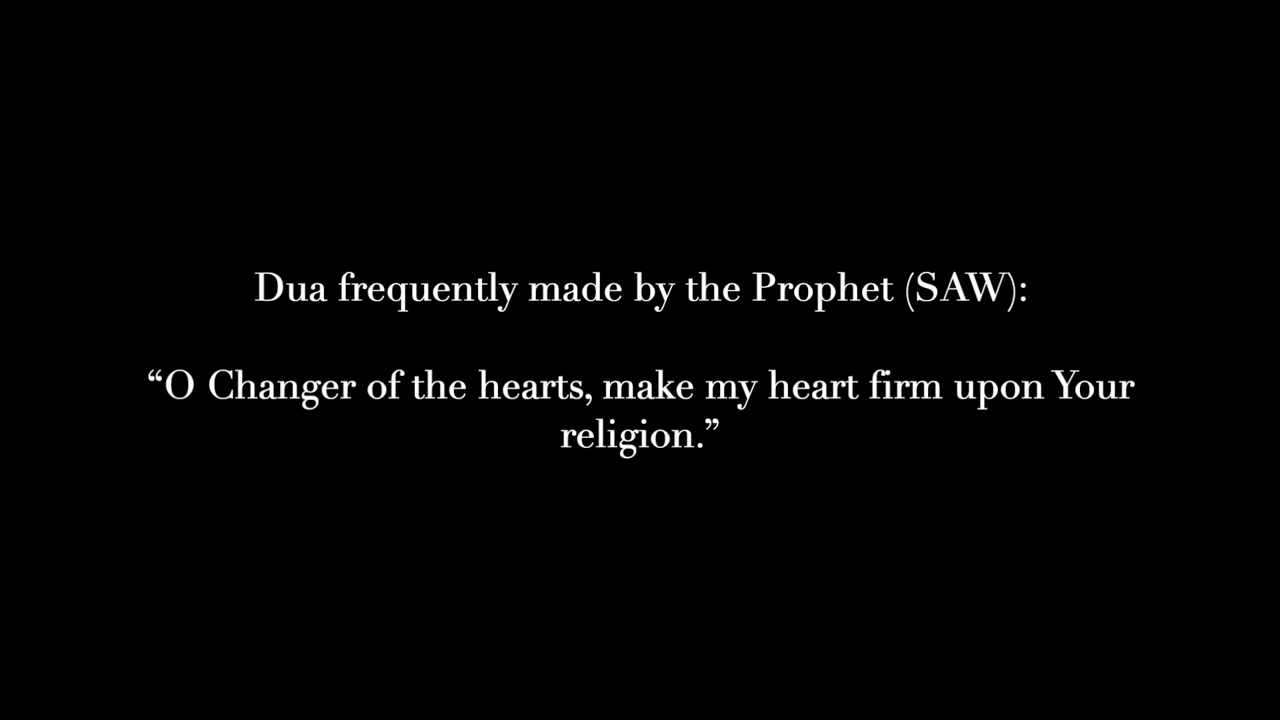 Dua frequently made by the Prophet (SAW):
“O Changer of the hearts, make my heart firm upon Your
religion.”